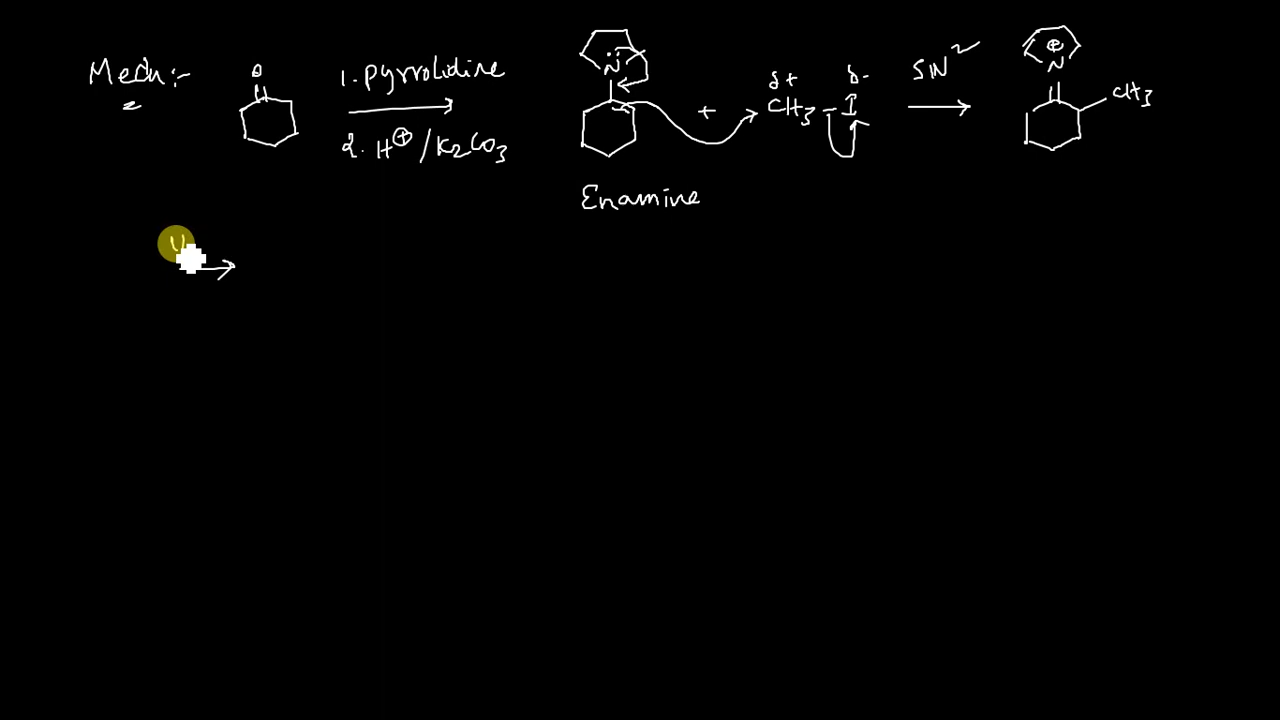 Mech:-
O
1. pyrrolidine
2. H⊕ /K2CO3
N
Enamine
+
δ+ δ-
CH3-I
SN2
⊕
N
CH3